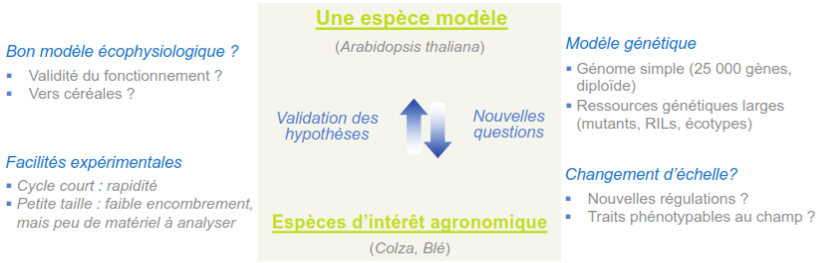 Bon modèle écophysiologique ?
▪ Validité du fonctionnement ?
▪ Vers céréales ?
Facilités expérimentales
▪ Cycle court : rapidité
▪ Petite taille : faible encombrement,
mais peu de matériel à analyser
Une espèce modèle
(Arabidopsis thaliana)
Validation des
hypothèses
Nouvelles
questions
Espèces d'intérêt agronomique
(Colza, Blé)
Modèle génétique
▪ Génome simple (25 000 gènes,
diploïde)
▪ Ressources génétiques larges
(mutants, RILs, écotypes)
Changement d'échelle?
▪ Nouvelles régulations ?
▪ Traits phénotypables au champ ?